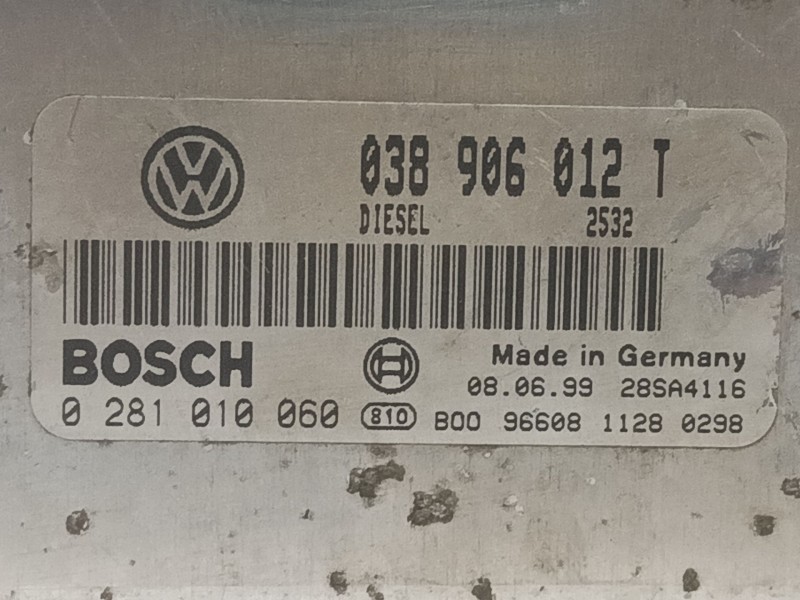 038 906 012 T
DIESEL 2532
BOSCH
Made in Germany
08.06.99 28SA4116
0 281 010 060 810 B00 96608 1128 0298